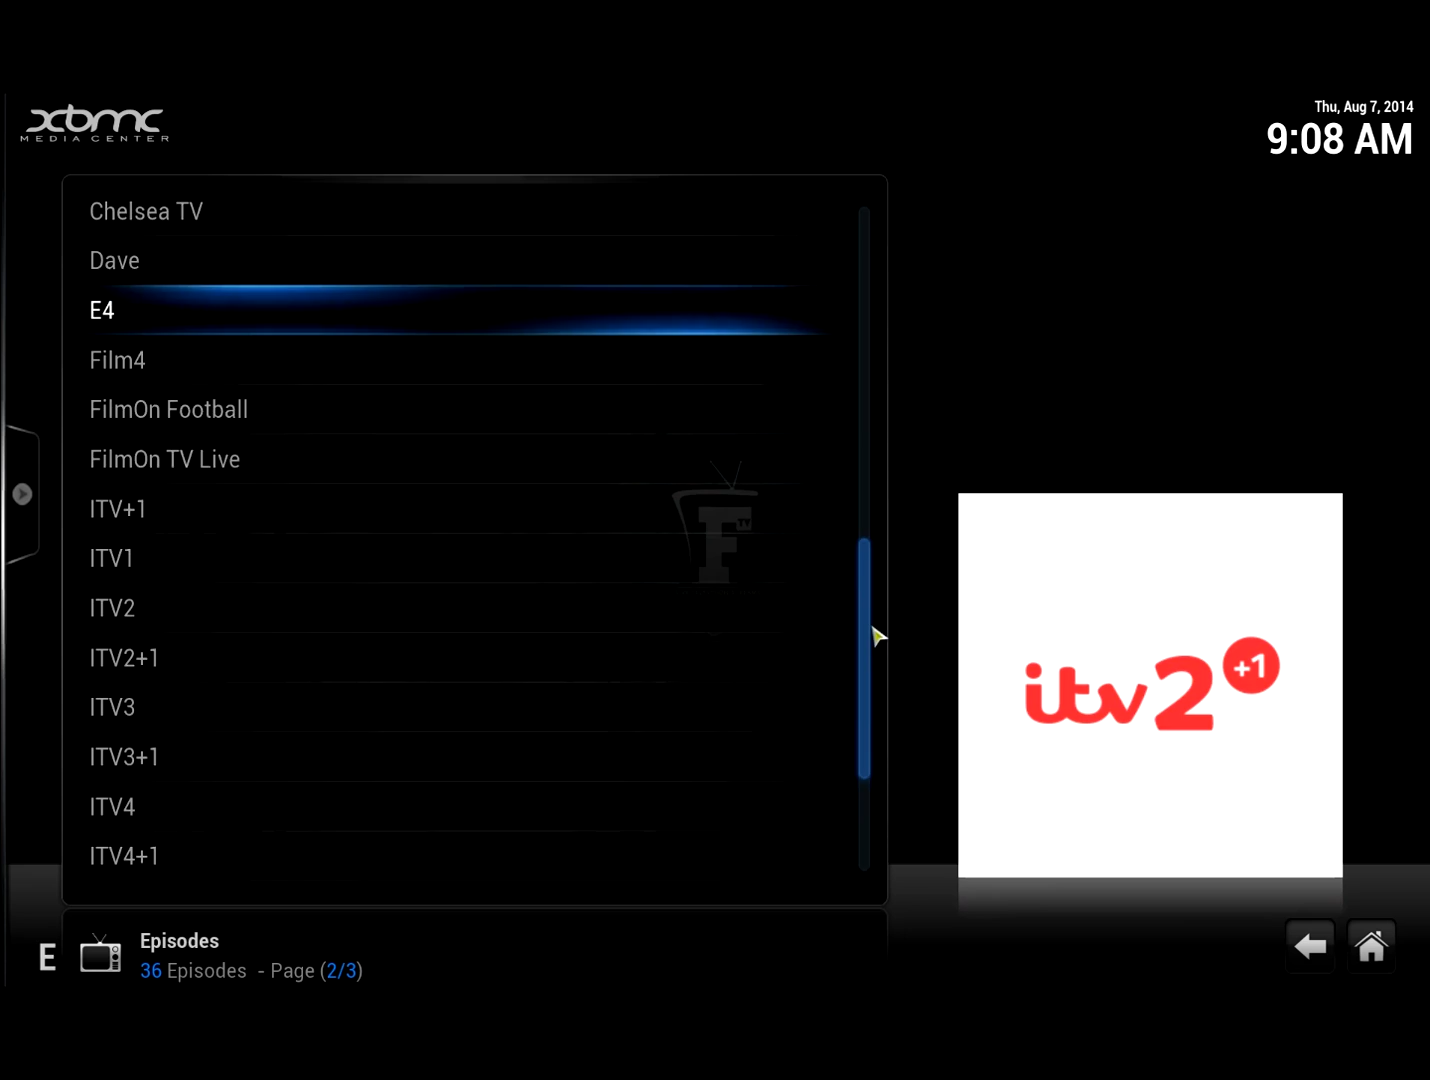 xbmc
MEDIA CENTER
Thu, Aug 7, 2014
9:08 AM
Chelsea TV
Dave
E4
Film4
FilmOn Football
FilmOn TV Live
ITV+1
ITV1
ITV2
ITV2+1
ITV3
ITV3+1
ITV4
ITV4+1
F
itv2 +1
E
Episodes
36 Episodes - Page (2/3)